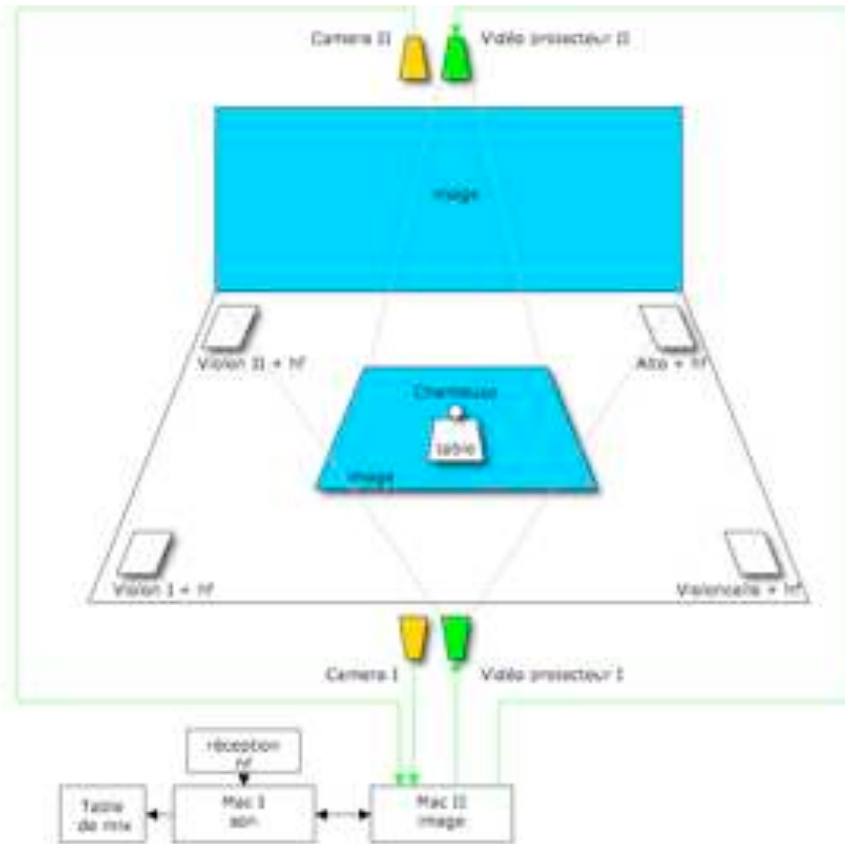 Camera II
Vidéo projecteur II
image
Violon II + hf
Alto + hf
Chanteuse
table
image
Violon I + hf
Violoncelle + hf
Camera I
Vidéo projecteur I
réception
hf
Mac I
son
Mac II
image
Table
de mix